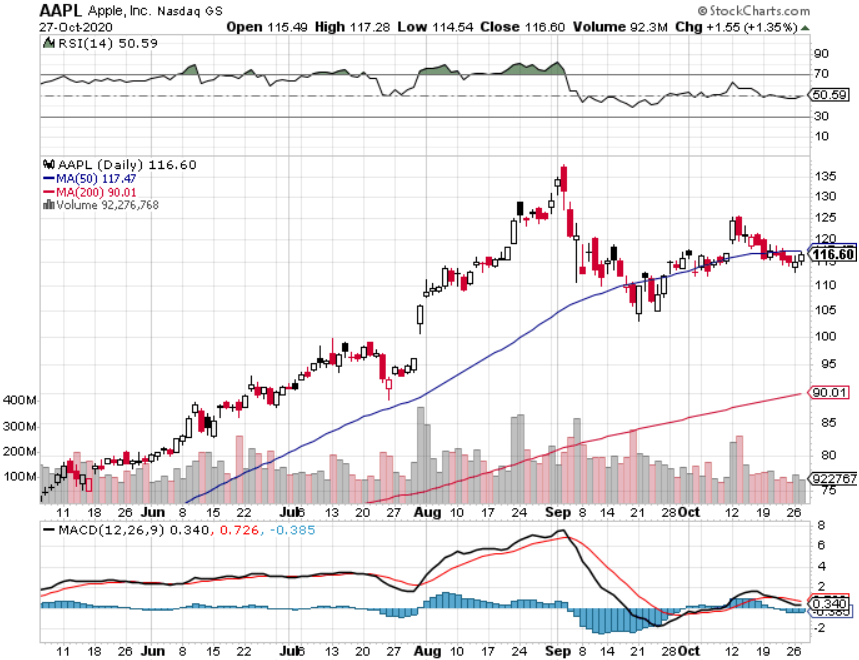 AAPL Apple, Inc. Nasdaq GS
© StockCharts.com
27-Oct-2020
Open 115.49 High 117.28 Low 114.54 Close 116.60 Volume 92.3M Chg +1.55 (+1.35%)
RSI(14) 50.59
90
70
50.59
30
10
AAPL (Daily) 116.60
MA(50) 117.47
MA(200) 90.01
Volume 92,276,768
135
130
125
120
116.60
110
105
100
95
90.01
85
80
75
400M
300M
200M
100M
922767
11 18 26 Jun 8 15 22 Jul 6 13 20 27 Aug 10 17 24 Sep 8 14 21 28 Oct 12 19 26
MACD(12,26,9) 0.340, 0.726, -0.385
8
6
4
2
0.340
-0.385
-2
11 18 26 Jun 8 15 22 Jul 6 13 20 27 Aug 10 17 24 Sep 8 14 21 28 Oct 12 19 26